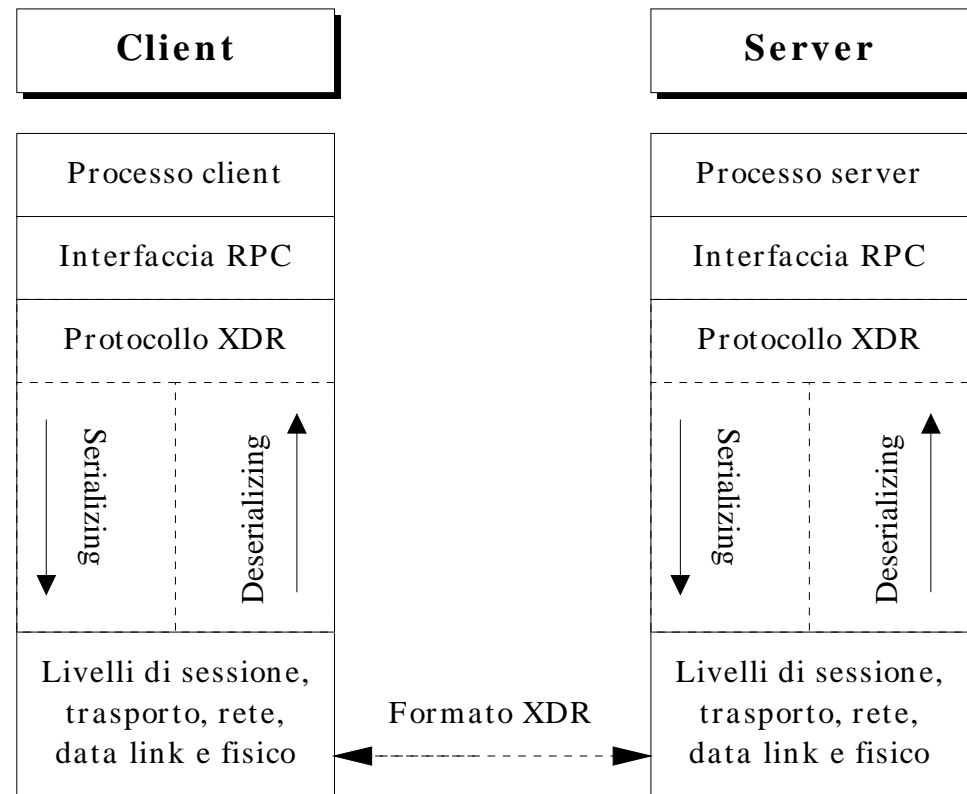 Client
Server
Processo client
Processo server
Interfaccia RPC
Interfaccia RPC
Protocollo XDR
Protocollo XDR
Serializing
Deserializing
Serializing
Deserializing
Livelli di sessione,
trasporto, rete,
data link e fisico
Formato XDR
Livelli di sessione,
trasporto, rete,
data link e fisico